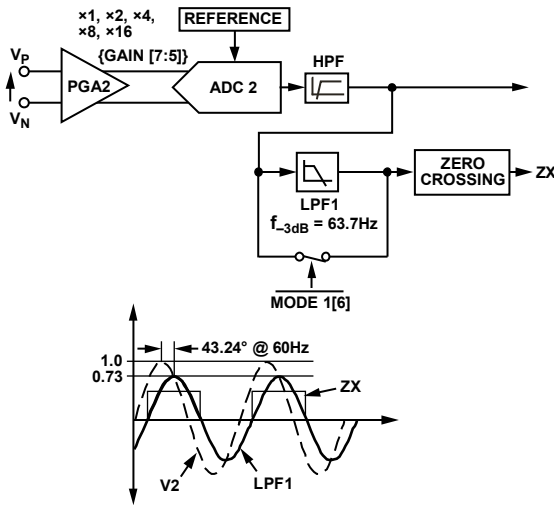 ×1, ×2, ×4,
×8, ×16
{GAIN [7:5]}
REFERENCE
HPF
VP
VN
PGA2
ADC 2
LPF1
f–3dB = 63.7Hz
ZERO
CROSSING
ZX
MODE 1[6]
43.24° @ 60Hz
1.0
0.73
ZX
V2
LPF1